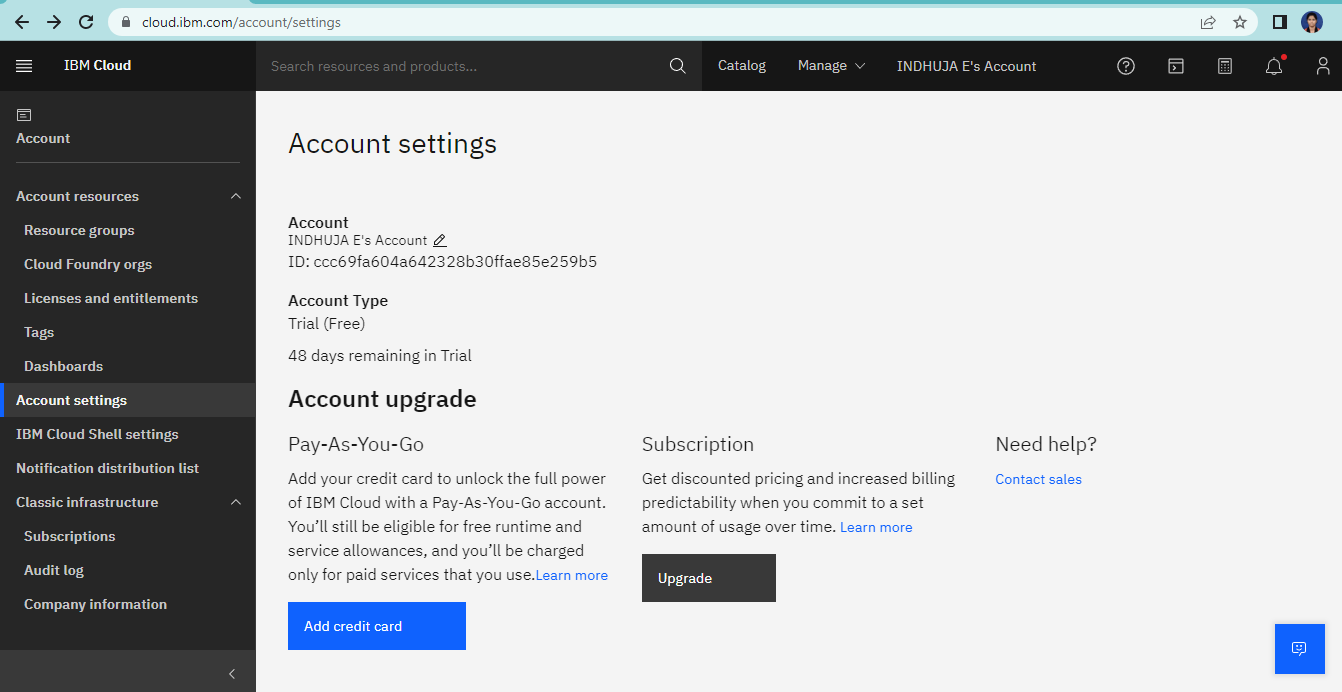 cloud.ibm.com/account/settings
IBM Cloud
Search resources and products...
Catalog
Manage
INDHUJA E's Account
Account
Account resources
Resource groups
Cloud Foundry orgs
Licenses and entitlements
Tags
Dashboards
Account settings
IBM Cloud Shell settings
Notification distribution list
Classic infrastructure
Subscriptions
Audit log
Company information
Account settings
Account
INDHUJA E's Account
ID: ccc69fa604a642328b30ffae85e259b5
Account Type
Trial (Free)
48 days remaining in Trial
Account upgrade
Pay-As-You-Go
Add your credit card to unlock the full power
of IBM Cloud with a Pay-As-You-Go account.
You’ll still be eligible for free runtime and
service allowances, and you’ll be charged
only for paid services that you use.Learn more
Add credit card
Subscription
Get discounted pricing and increased billing
predictability when you commit to a set
amount of usage over time. Learn more
Upgrade
Need help?
Contact sales